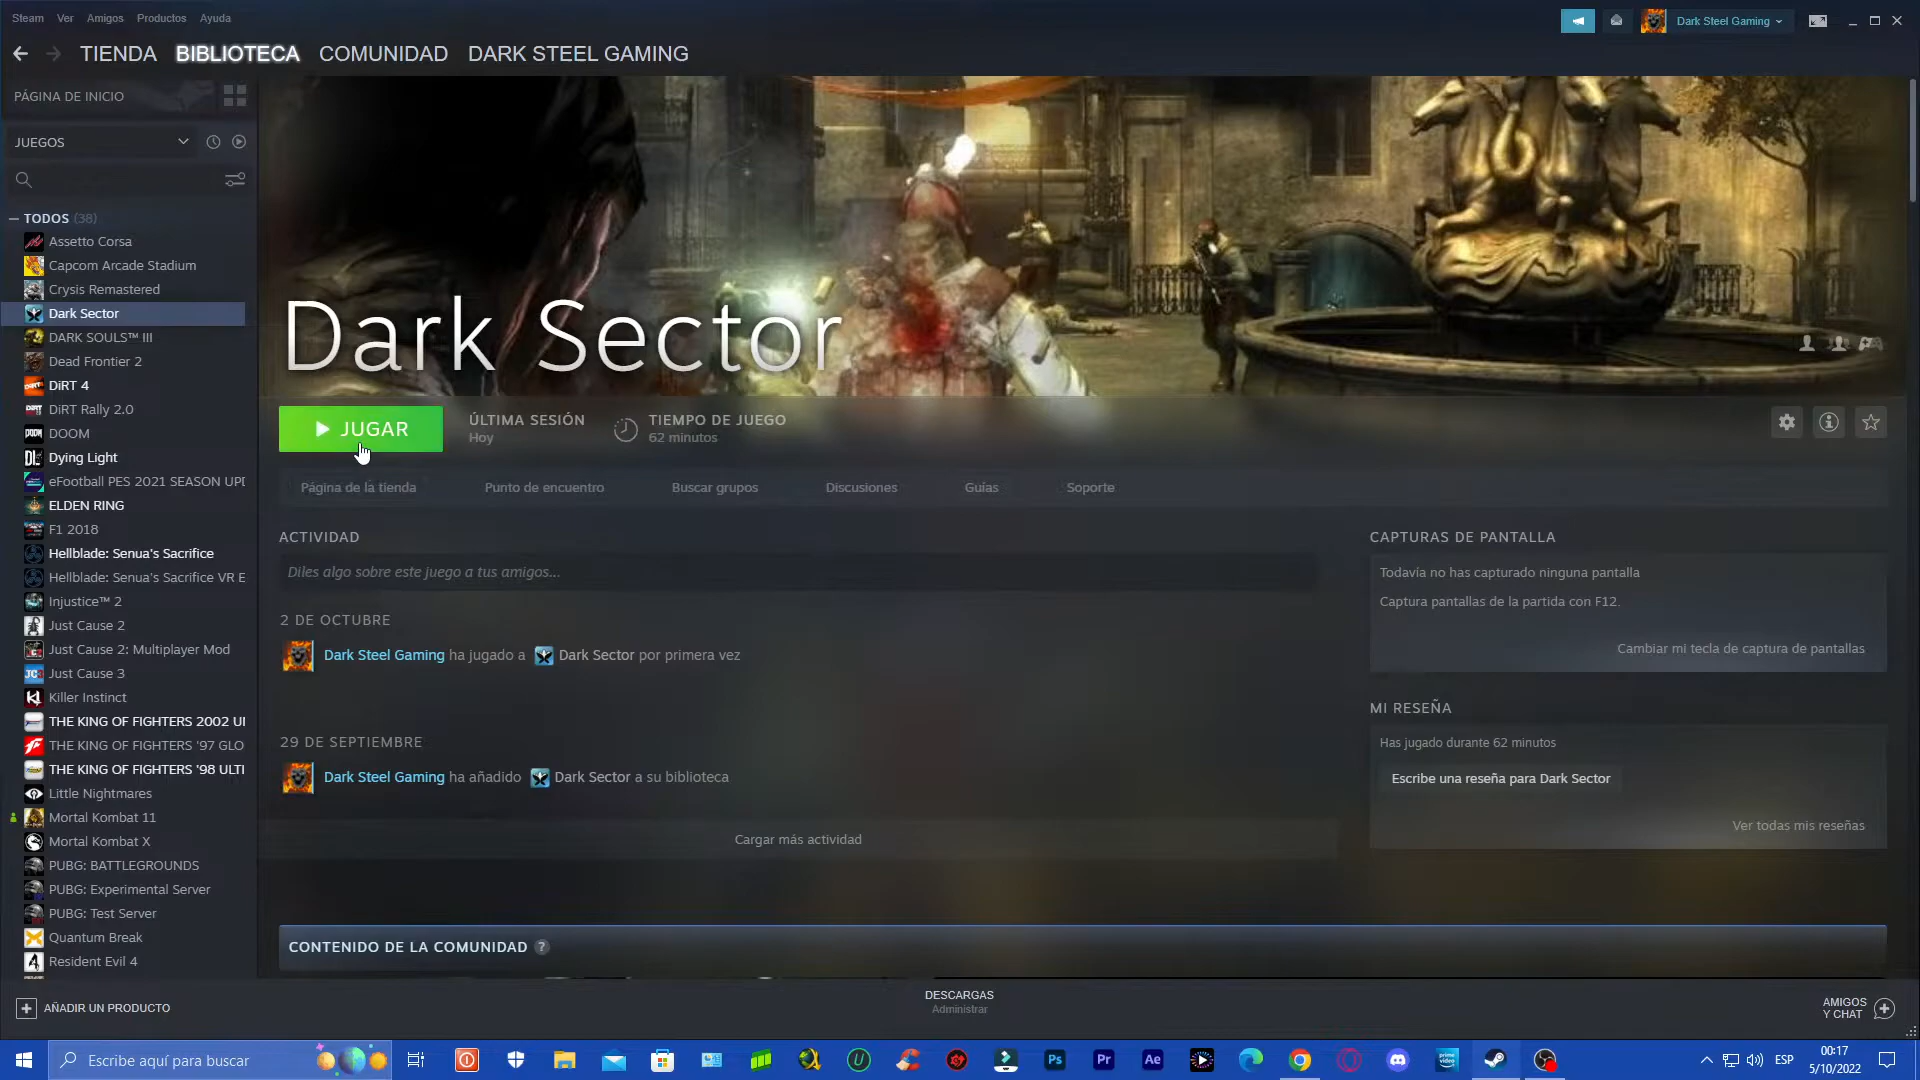 Steam Ver Amigos Productos Ayuda
Dark Steel Gaming
TIENDA BIBLIOTECA COMUNIDAD DARK STEEL GAMING
PÁGINA DE INICIO
JUEGOS
TODOS (38)
Assetto Corsa
Capcom Arcade Stadium
Crysis Remastered
Dark Sector
DARK SOULS™ III
Dead Frontier 2
DiRT 4
DiRT Rally 2.0
DOOM
Dying Light
eFootball PES 2021 SEASON UPD
ELDEN RING
F1 2018
Hellblade: Senua's Sacrifice
Hellblade: Senua's Sacrifice VR E
Injustice™ 2
Just Cause 2
Just Cause 2: Multiplayer Mod
Just Cause 3
Killer Instinct
THE KING OF FIGHTERS 2002 UI
THE KING OF FIGHTERS '97 GLO
THE KING OF FIGHTERS '98 ULTI
Little Nightmares
Mortal Kombat 11
Mortal Kombat X
PUBG: BATTLEGROUNDS
PUBG: Experimental Server
PUBG: Test Server
Quantum Break
Resident Evil 4
AÑADIR UN PRODUCTO
Dark Sector
JUGAR
ÚLTIMA SESIÓN
Hoy
TIEMPO DE JUEGO
62 minutos
Página de la tienda Punto de encuentro Buscar grupos Discusiones Guías Soporte
ACTIVIDAD
Diles algo sobre este juego a tus amigos...
2 DE OCTUBRE
Dark Steel Gaming ha jugado a Dark Sector por primera vez
29 DE SEPTIEMBRE
Dark Steel Gaming ha añadido Dark Sector a su biblioteca
Cargar más actividad
CAPTURAS DE PANTALLA
Todavía no has capturado ninguna pantalla
Captura pantallas de la partida con F12.
Cambiar mi tecla de captura de pantallas
MI RESEÑA
Has jugado durante 62 minutos
Escribe una reseña para Dark Sector
Ver todas mis reseñas
CONTENIDO DE LA COMUNIDAD ?
DESCARGAS
Administrar
AMIGOS
Y CHAT
Escribe aquí para buscar
Ps Pr Ae
prime
video
ESP
00:17
5/10/2022